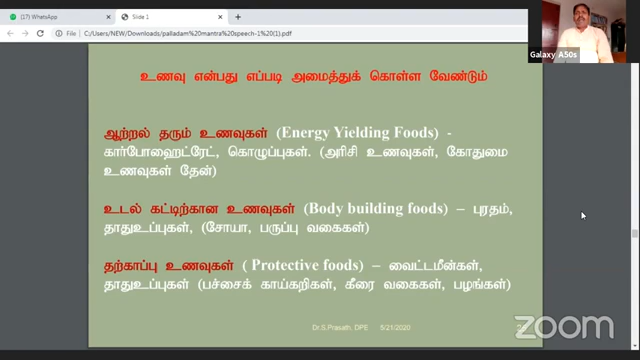 (17) WhatsApp
Slide 1
File
C:/Users/NEW/Downloads/palladam%20mantra%20speech-1%20(1).pdf
Galaxy A50s
உணவு என்பது எப்படி அமைத்துக் கொள்ள வேண்டும்
ஆற்றல் தரும் உணவுகள் (Energy Yielding Foods) -
கார்போஹைட்ரேட், கொழுப்புகள். (அரிசி உணவுகள், கோதுமை
உணவுகள் தேன்)
உடல் கட்டிற்கான உணவுகள் (Body building foods) – புரதம்,
தாதுஉப்புகள், (சோயா, பருப்பு வகைகள்)
தற்காப்பு உணவுகள் ( Protective foods) – வைட்டமீன்கள்,
தாதுஉப்புகள் (பச்சைக் காய்கறிகள், கீரை வகைகள், பழங்கள்)
Dr.S.Prasath, DPE 5/21/2020
zoom